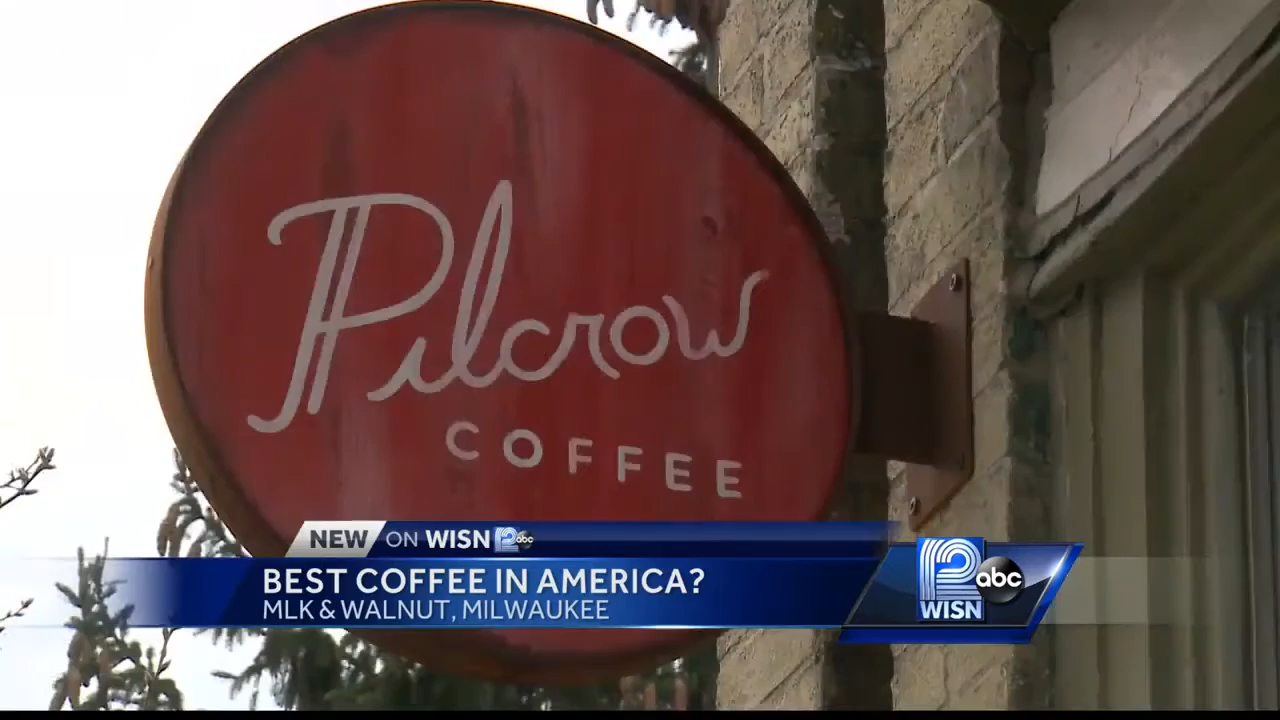 Pilcrow
COFFEE
NEW ON WISN 12 abc
BEST COFFEE IN AMERICA?
MLK & WALNUT, MILWAUKEE
12 abc
WISN